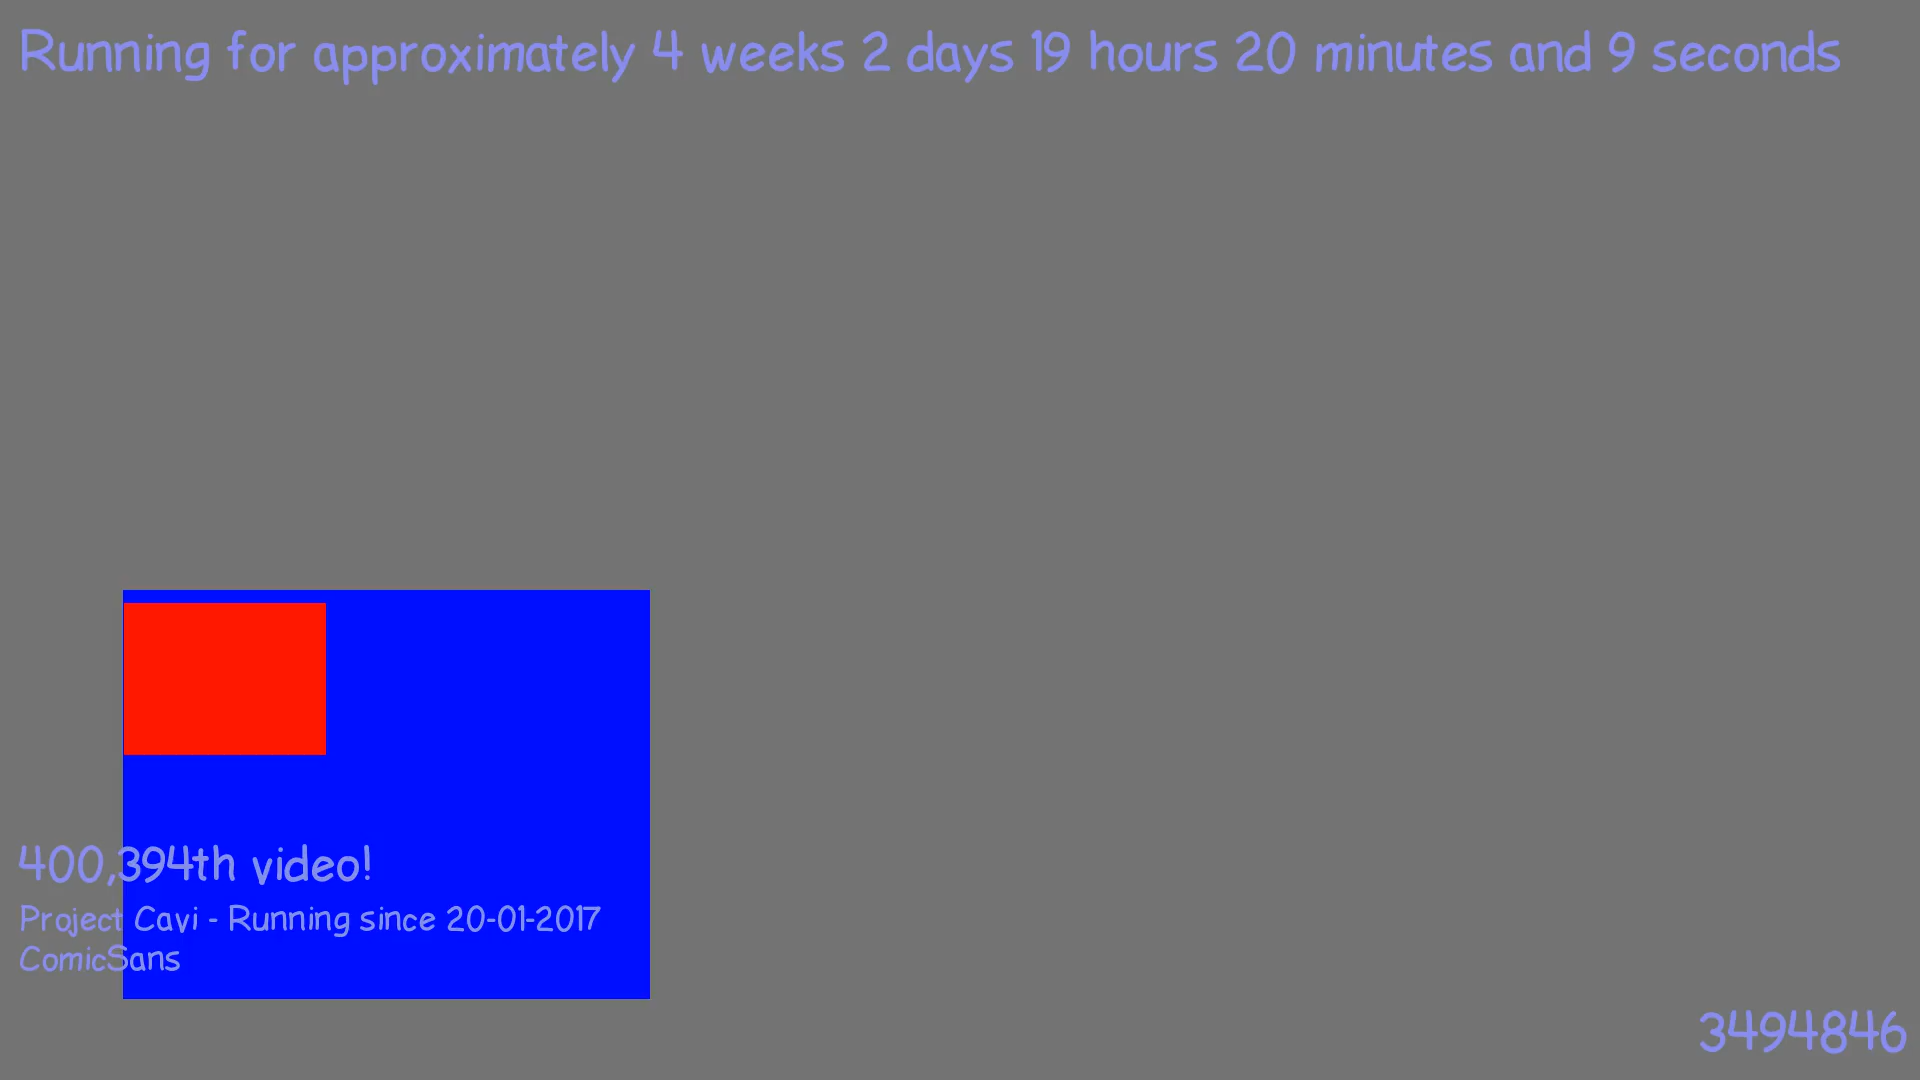 Running for approximately 4 weeks 2 days 19 hours 20 minutes and 9 seconds
400,394th video!
Project Cavi - Running since 20-01-2017
ComicSans
3494846